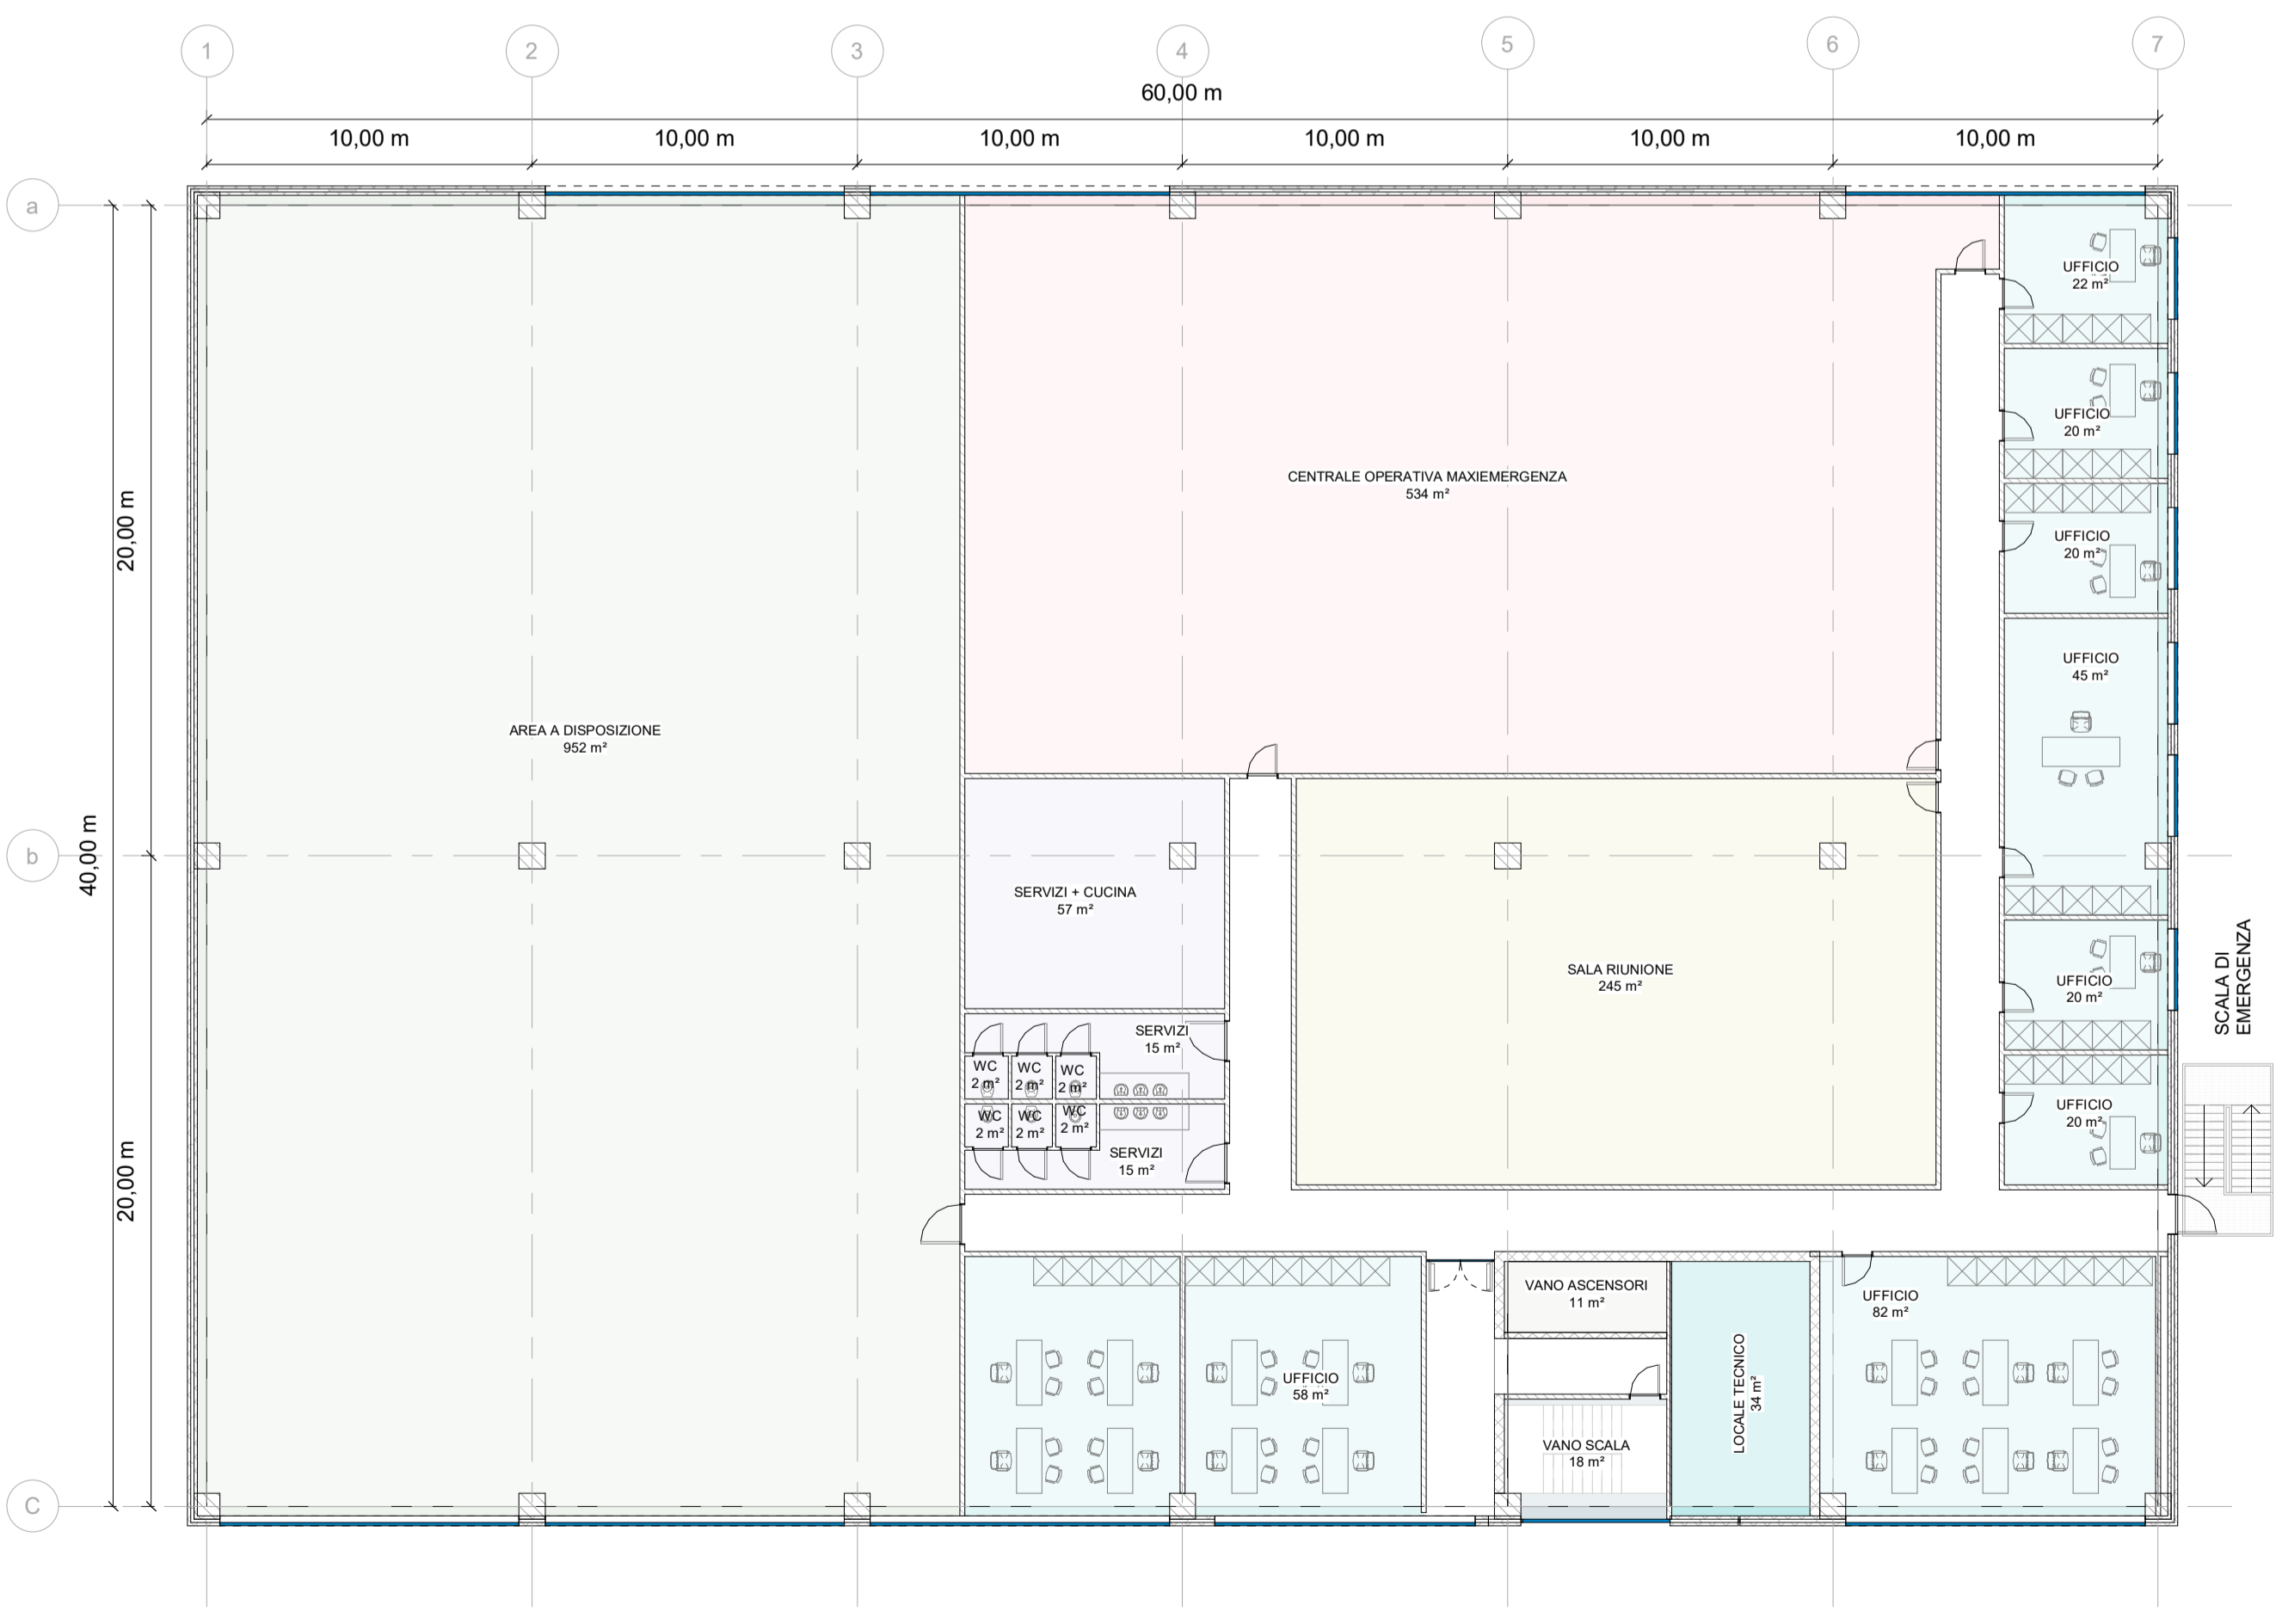 1
2
3
4
5
6
7
60,00 m
10,00 m
10,00 m
10,00 m
10,00 m
10,00 m
10,00 m
a
b
C
20,00 m
40,00 m
20,00 m
AREA A DISPOSIZIONE
952 m²
CENTRALE OPERATIVA MAXIEMERGENZA
534 m²
UFFICIO
22 m²
UFFICIO
20 m²
UFFICIO
20 m²
UFFICIO
45 m²
UFFICIO
20 m²
UFFICIO
20 m²
SERVIZI + CUCINA
57 m²
SALA RIUNIONE
245 m²
SERVIZI
15 m²
WC
2 m²
WC
2 m²
WC
2 m²
WC
2 m²
WC
2 m²
WC
2 m²
SERVIZI
15 m²
SCALA DI
EMERGENZA
UFFICIO
58 m²
VANO ASCENSORI
11 m²
VANO SCALA
18 m²
LOCALE TECNICO
34 m²
UFFICIO
82 m²